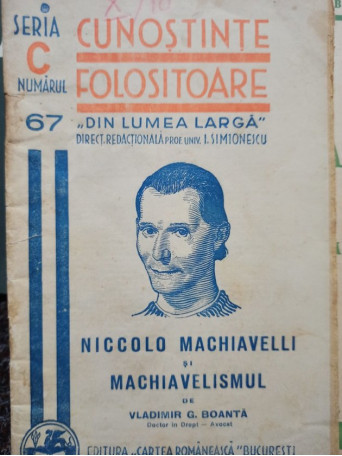 SERIA
C
NUMĂRUL
67
CUNOȘTINȚE
FOLOSITOARE
„DIN LUMEA LARGĂ"
DIRECT. REDACȚIONALĂ PROF. UNIV. I. SIMIONESCU
NICCOLO MACHIAVELLI
și
MACHIAVELISMUL
DE
VLADIMIR G. BOANTĂ
Doctor în Drept — Avocat
EDITURA „CARTEA ROMÂNEASCĂ" BUCUREȘTI